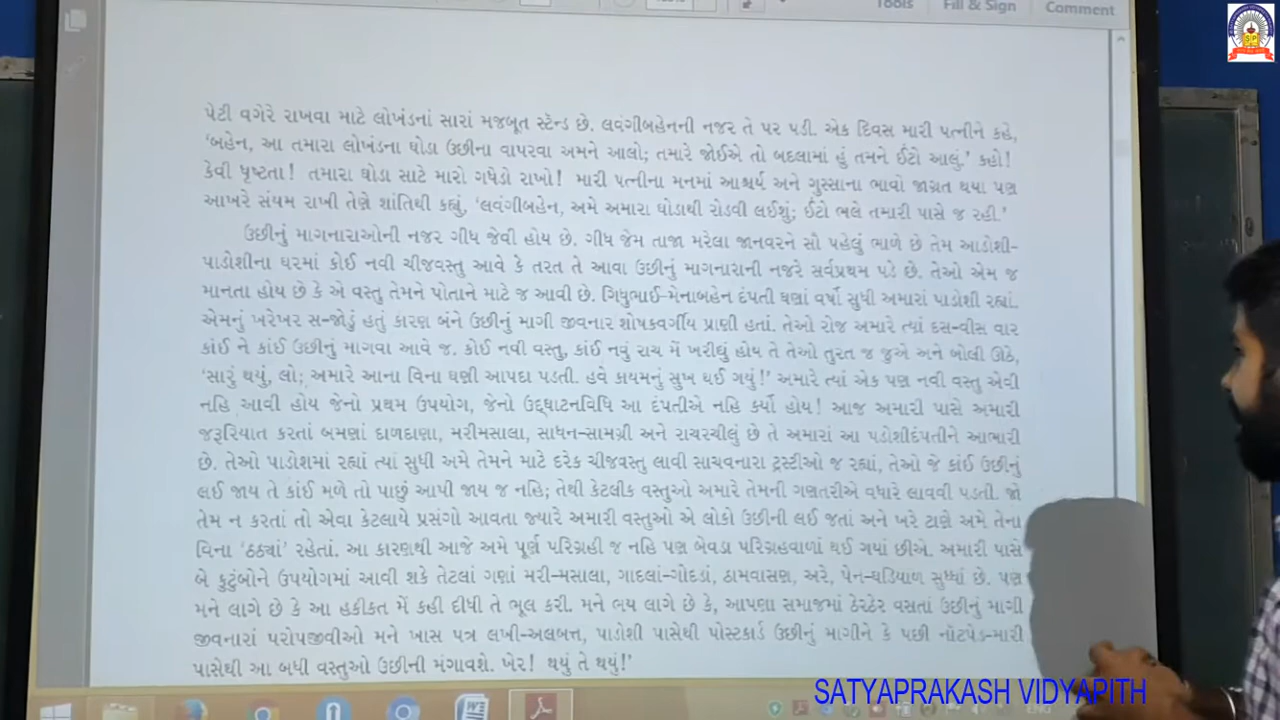 Tools Fill & Sign Comment
પેટી વગેરે રાખવા માટે લોખંડનાં સારાં મજબૂત સ્ટૅન્ડ છે. લવંગીબહેનની નજર તે પર પડી. એક દિવસ મારી પત્નીને કહે,
‘બહેન, આ તમારા લોખંડના ઘોડા ઉછીના વાપરવા અમને આલો; તમારે જોઈએ તો બદલામાં હું તમને ઈંટો આલું.’ કહો!
કેવી ધૃષ્ટતા! તમારા ઘોડા સાટે મારો ગધેડો રાખો! મારી પત્નીના મનમાં આશ્ચર્ય અને ગુસ્સાના ભાવો જાગ્રત થયા પણ
આખરે સંયમ રાખી તેણે શાંતિથી કહ્યું, ‘લવંગીબહેન, અમે અમારા ઘોડાથી રોડવી લઈશું; ઈંટો ભલે તમારી પાસે જ રહી.’
ઉછીનું માગનારાઓની નજર ગીધ જેવી હોય છે. ગીધ જેમ તાજા મરેલા જાનવરને સૌ પહેલું ભાળે છે તેમ આડોશી-
પાડોશીના ઘરમાં કોઈ નવી ચીજવસ્તુ આવે કે તરત તે આવા ઉછીનું માગનારાની નજરે સર્વપ્રથમ પડે છે. તેઓ એમ જ
માનતા હોય છે કે એ વસ્તુ તેમને પોતાને માટે જ આવી છે. ગિધુભાઈ-મેનાબહેન દંપતી ઘણાં વર્ષો સુધી અમારાં પાડોશી રહ્યાં.
એમનું ખરેખર સ-જોડું હતું કારણ બંને ઉછીનું માગી જીવનાર શોષકવર્ગીય પ્રાણી હતાં. તેઓ રોજ અમારે ત્યાં દસ-વીસ વાર
કાંઈ ને કાંઈ ઉછીનું માગવા આવે જ. કોઈ નવી વસ્તુ, કાંઈ નવું રાચ મેં ખરીદ્યું હોય તે તેઓ તુરત જ જુએ અને બોલી ઊઠે,
‘સારું થયું, લો; અમારે આના વિના ઘણી આપદા પડતી. હવે કાયમનું સુખ થઈ ગયું!’ અમારે ત્યાં એક પણ નવી વસ્તુ એવી
નહિ આવી હોય જેનો પ્રથમ ઉપયોગ, જેનો ઉદ્ઘાટનવિધિ આ દંપતીએ નહિ કર્યો હોય! આજ અમારી પાસે અમારી
જરૂરિયાત કરતાં બમણાં દાળદાણા, મરીમસાલા, સાધન-સામગ્રી અને રાચરચીલું છે તે અમારાં આ પડોશીદંપતીને આભારી
છે. તેઓ પાડોશમાં રહ્યાં ત્યાં સુધી અમે તેમને માટે દરેક ચીજવસ્તુ લાવી સાચવનારા ટ્રસ્ટીઓ જ રહ્યાં, તેઓ જે કાંઈ ઉછીનું
લઈ જાય તે કાંઈ મળે તો પાછું આપી જાય જ નહિ; તેથી કેટલીક વસ્તુઓ અમારે તેમની ગણતરીએ વધારે લાવવી પડતી. જો
તેમ ન કરતાં તો એવા કેટલાયે પ્રસંગો આવતા જ્યારે અમારી વસ્તુઓ એ લોકો ઉછીની લઈ જતાં અને ખરે ટાણે અમે તેના
વિના ‘ઠઠ્યાં’ રહેતાં. આ કારણથી આજે અમે પૂર્ણ પરિગ્રહી જ નહિ પણ બેવડા પરિગ્રહવાળાં થઈ ગયાં છીએ. અમારી પાસે
બે કુટુંબોને ઉપયોગમાં આવી શકે તેટલાં ગણાં મરી-મસાલા, ગાદલાં-ગોદડાં, ઠામવાસણ, અરે, પેન-ઘડિયાળ સુધ્ધાં છે. પણ
મને લાગે છે કે આ હકીકત મેં કહી દીધી તે ભૂલ કરી. મને ભય લાગે છે કે, આપણા સમાજમાં ઠેરઠેર વસતાં ઉછીનું માગી
જીવનારાં પરોપજીવીઓ મને ખાસ પત્ર લખી-અલબત્ત, પાડોશી પાસેથી પોસ્ટકાર્ડ ઉછીનું માગીને કે પછી નૉટપેડ-મારી
પાસેથી આ બધી વસ્તુઓ ઉછીની મંગાવશે. ખેર! થયું તે થયું!’
SATYAPRAKASH VIDYAPITH